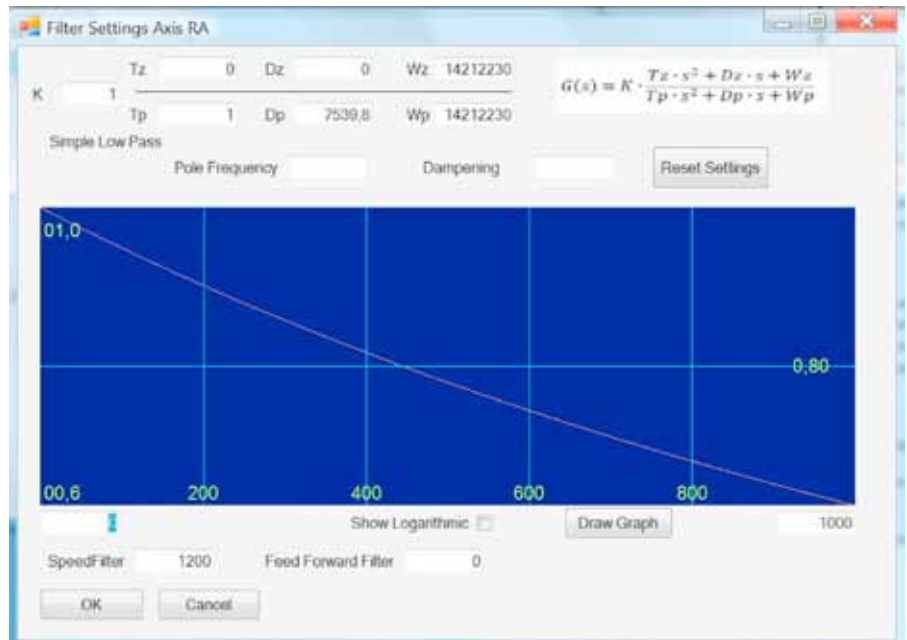 Filter Settings Axis RA
Tz 0 Dz 0 Wz 14212230
K 1
Tp 1 Dp 7539,8 Wp 14212230
G(s) = K · Tz · s² + Dz · s + Wz / Tp · s² + Dp · s + Wp
Simple Low Pass
Pole Frequency Dampening Reset Settings
01,0
0,80
00,6 200 400 600 800
0 Show Logarithmic Draw Graph 1000
SpeedFilter 1200 Feed Forward Filter 0
OK Cancel